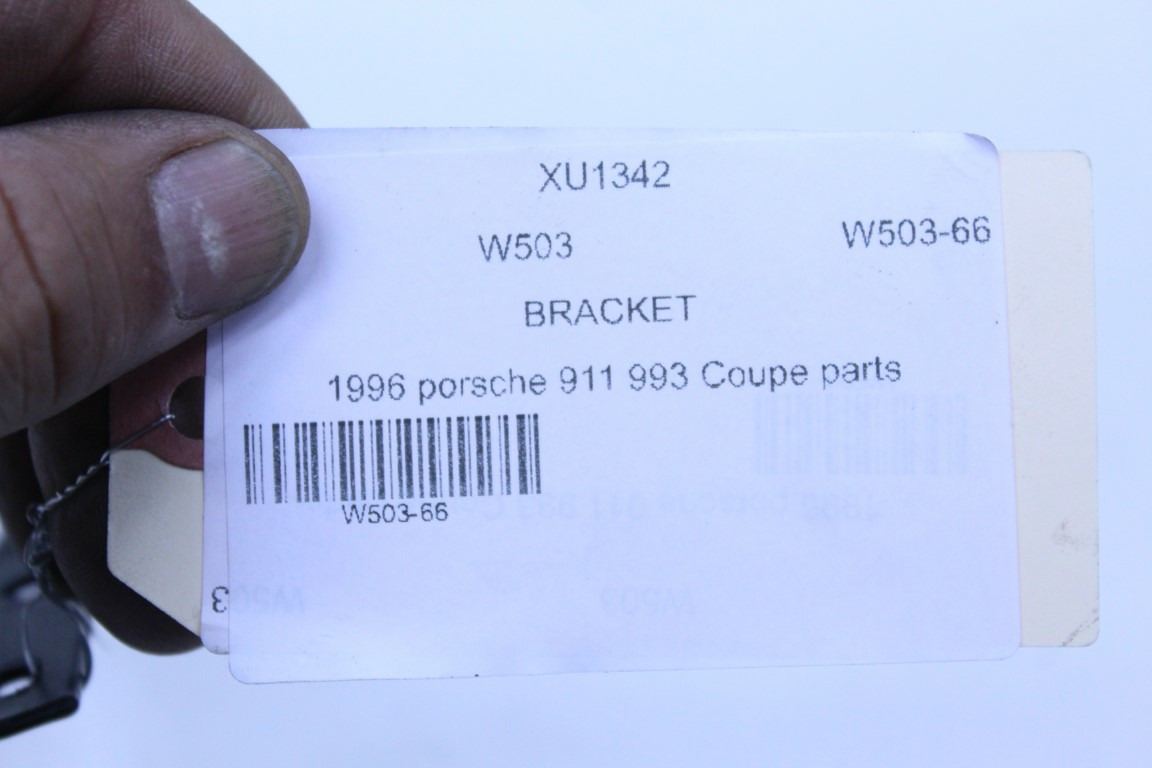 XU1342
W503 W503-66
BRACKET
1996 porsche 911 993 Coupe parts
W503-66